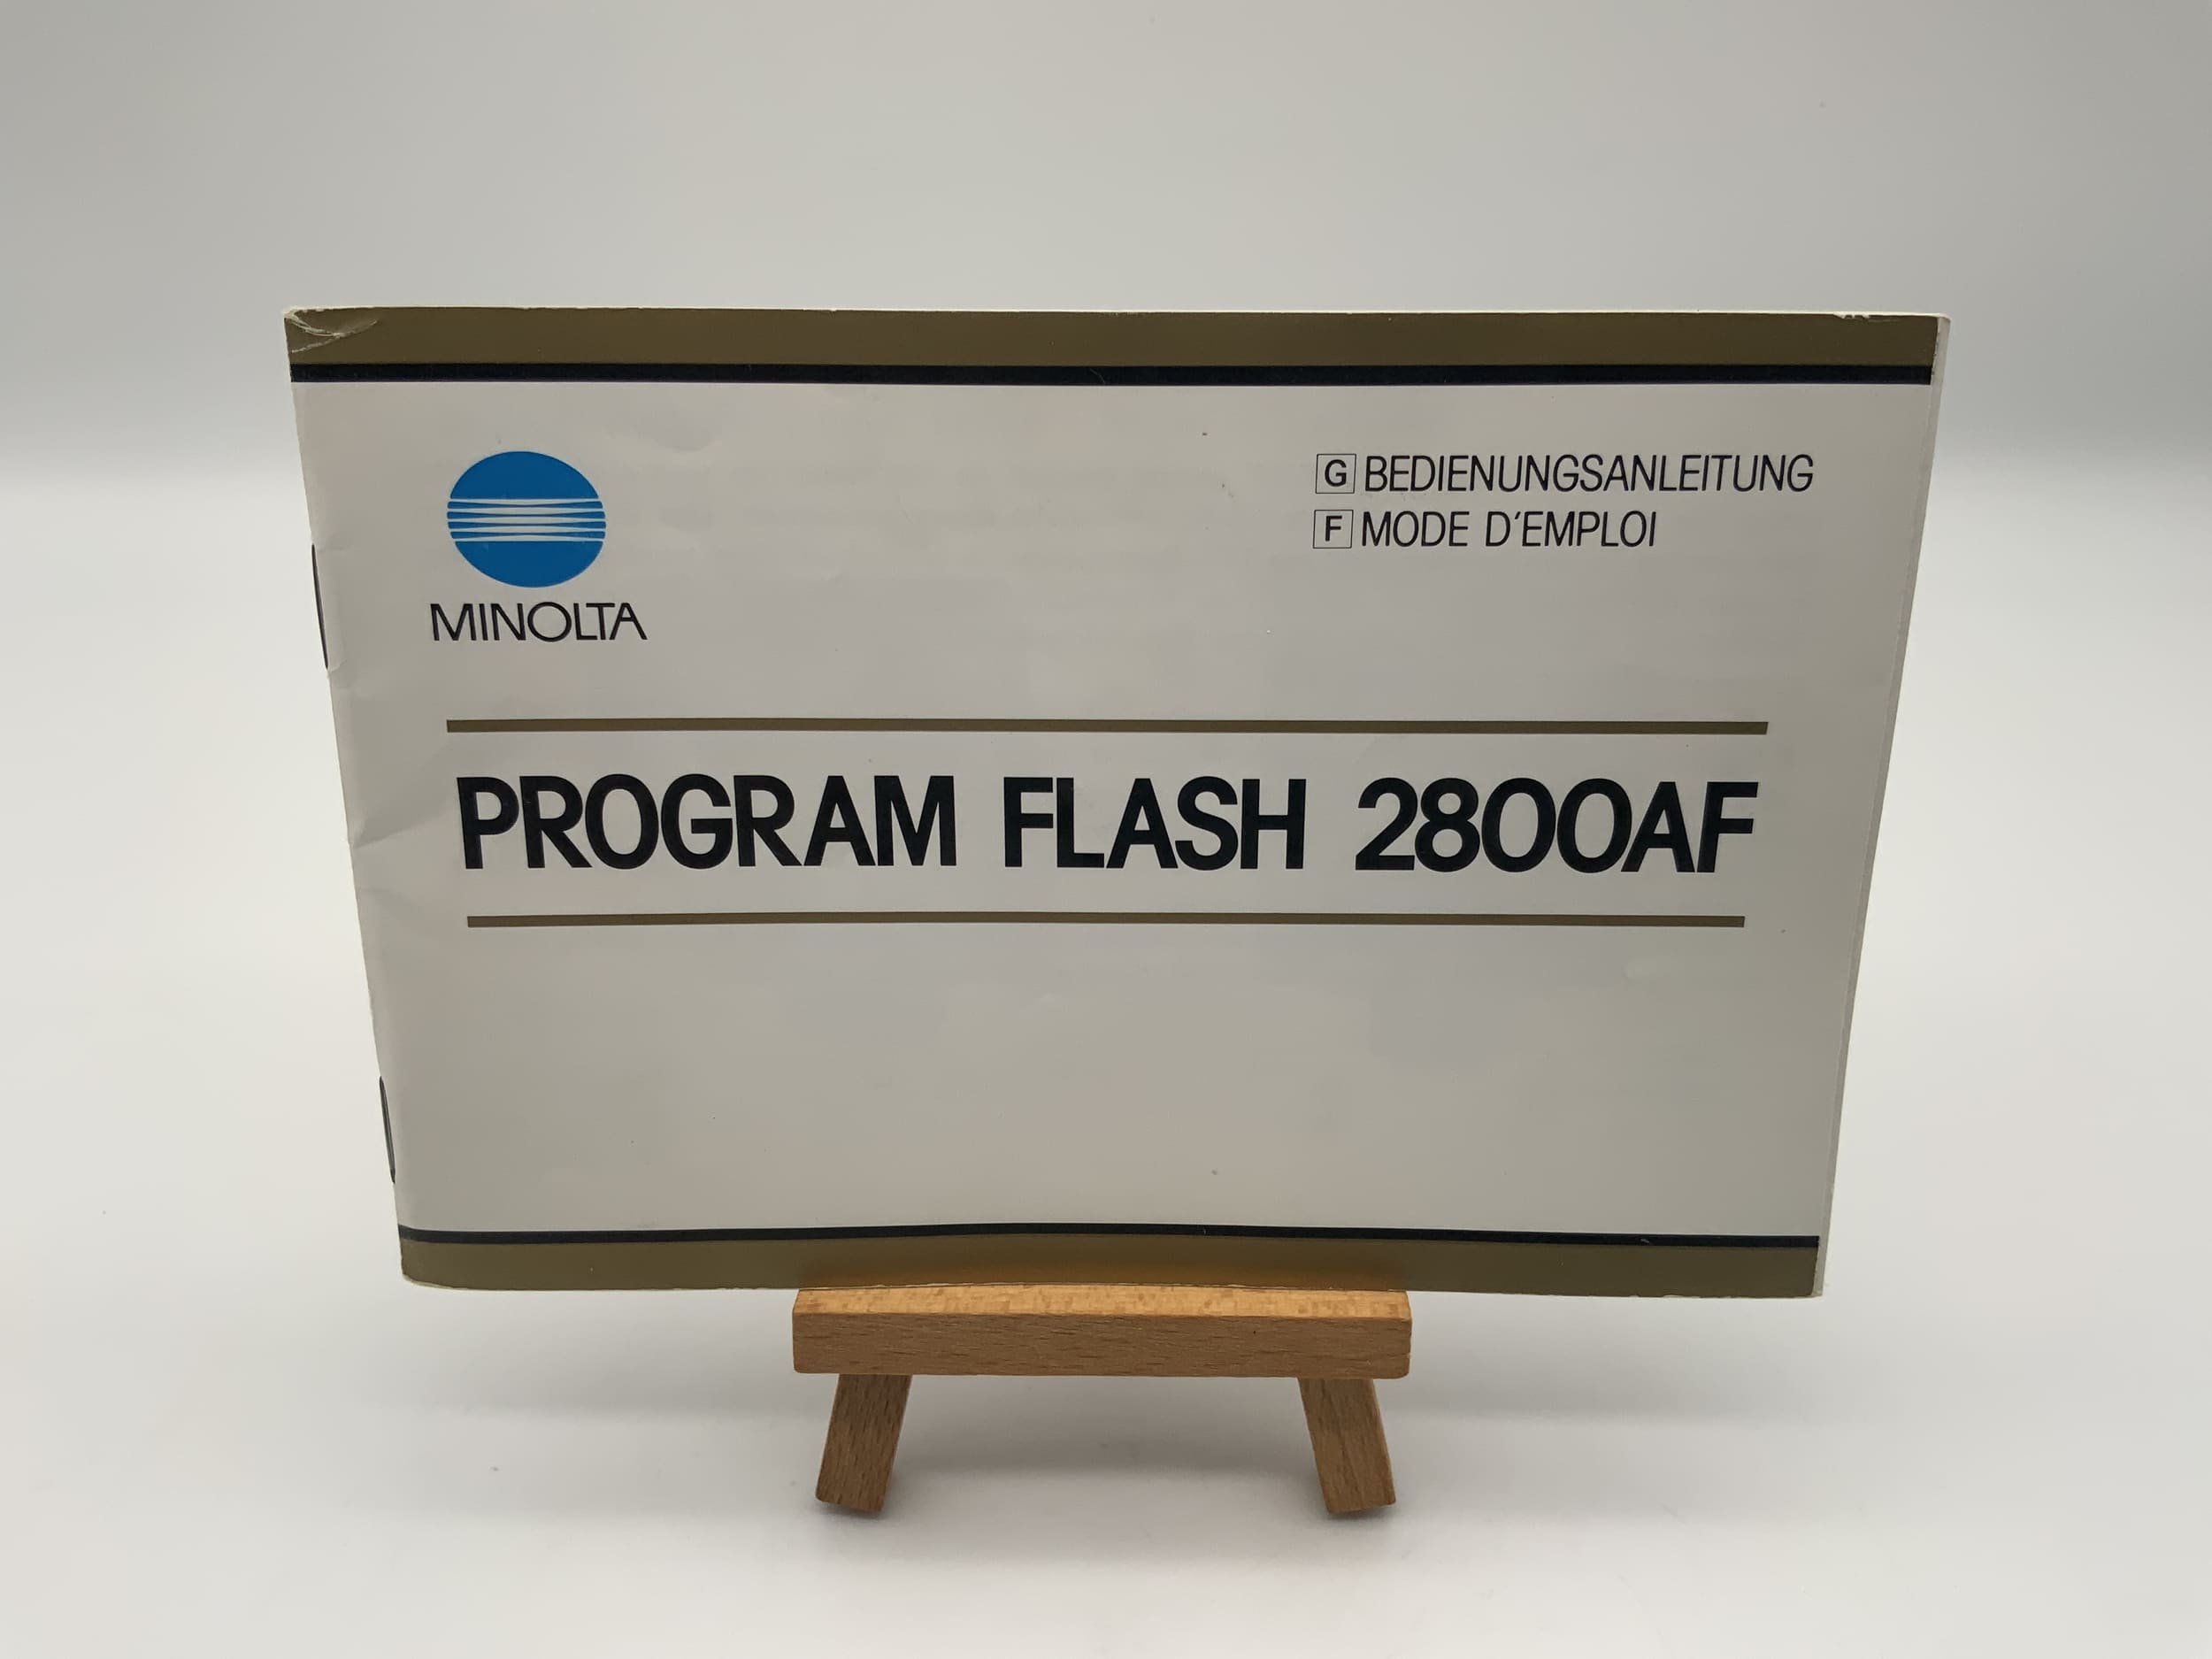 MINOLTA
G BEDIENUNGSANLEITUNG
F MODE D'EMPLOI
PROGRAM FLASH 2800AF